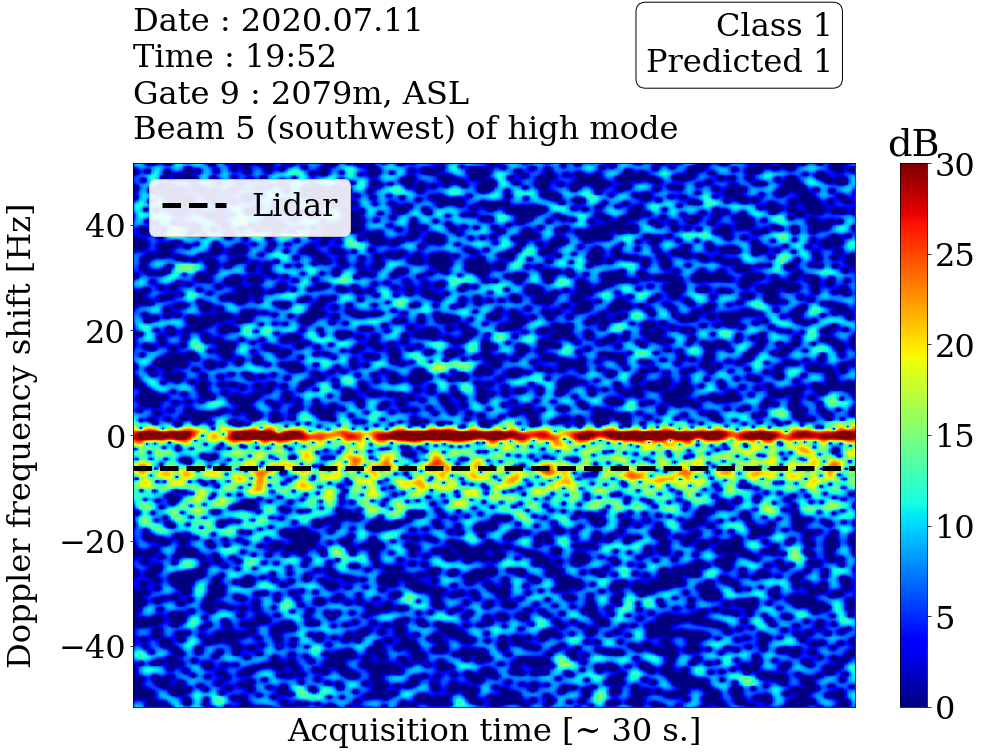 Date : 2020.07.11
Time : 19:52
Gate 9 : 2079m, ASL
Beam 5 (southwest) of high mode
Class 1
Predicted 1
dB
Lidar
Doppler frequency shift [Hz]
40
20
0
−20
−40
30
25
20
15
10
5
0
Acquisition time [~ 30 s.]